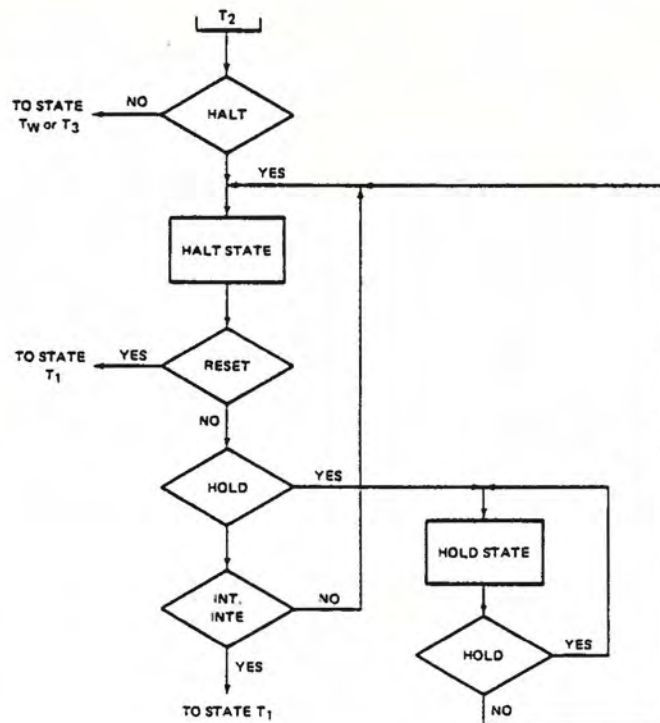 T2
HALT
NO
TO STATE
TW or T3
YES
HALT STATE
RESET
YES
TO STATE
T1
NO
HOLD
YES
HOLD STATE
INT,
INTE
NO
HOLD
YES
YES
NO
TO STATE T1